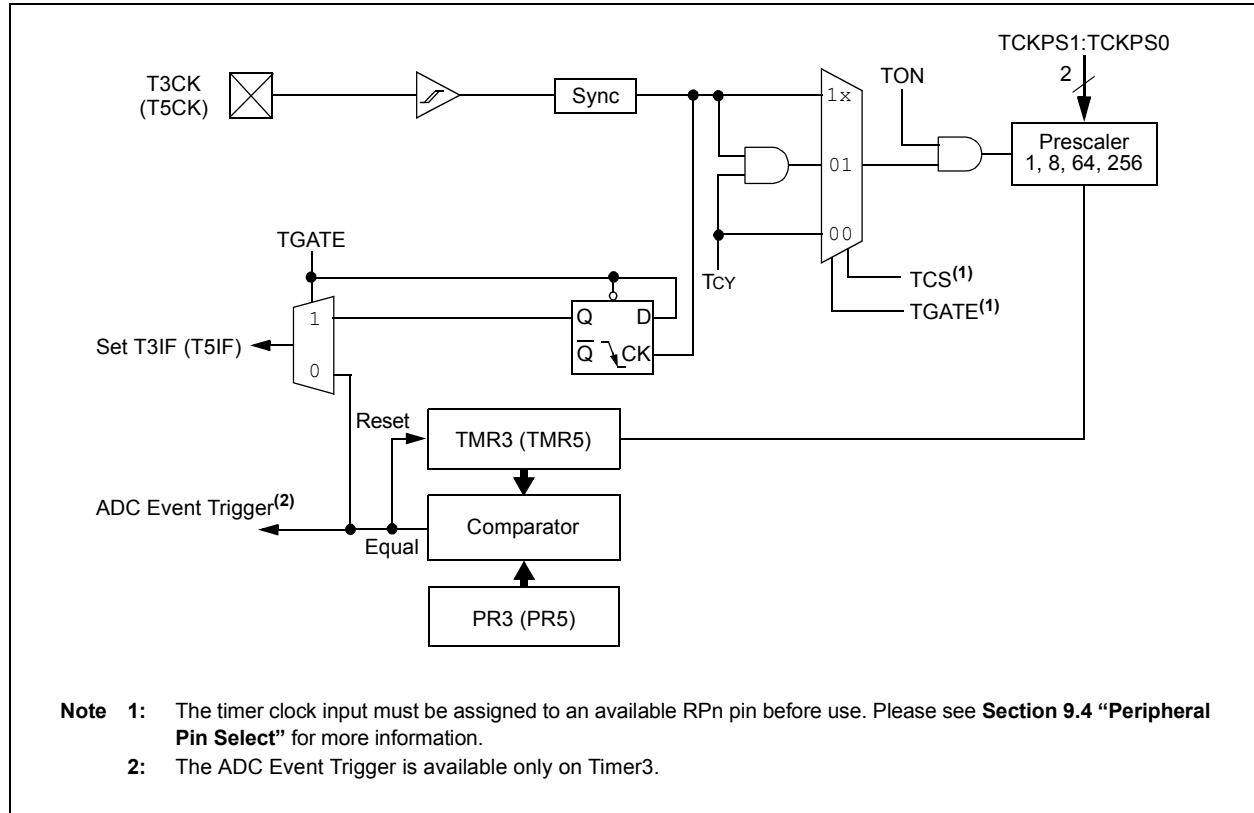 TCKPS1:TCKPS0
2
TON
T3CK
(T5CK)
Sync
1x
Prescaler
1, 8, 64, 256
01
00
TGATE
TCY
TCS(1)
TGATE(1)
1
Q D
Set T3IF (T5IF)
Q CK
0
Reset
TMR3 (TMR5)
ADC Event Trigger(2)
Comparator
Equal
PR3 (PR5)
Note 1: The timer clock input must be assigned to an available RPn pin before use. Please see Section 9.4 “Peripheral
Pin Select” for more information.
2: The ADC Event Trigger is available only on Timer3.